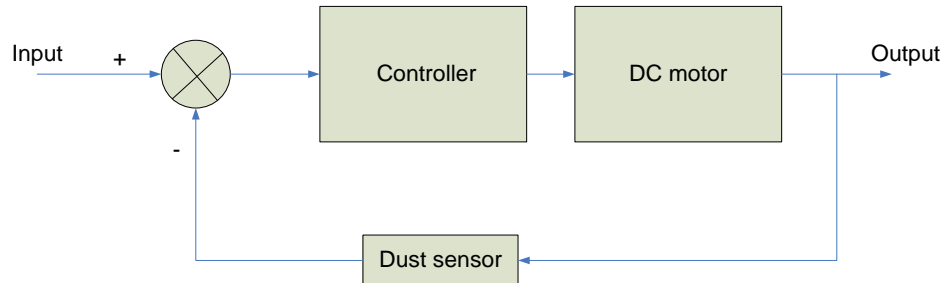 Input
+
Controller
DC motor
Output
-
Dust sensor